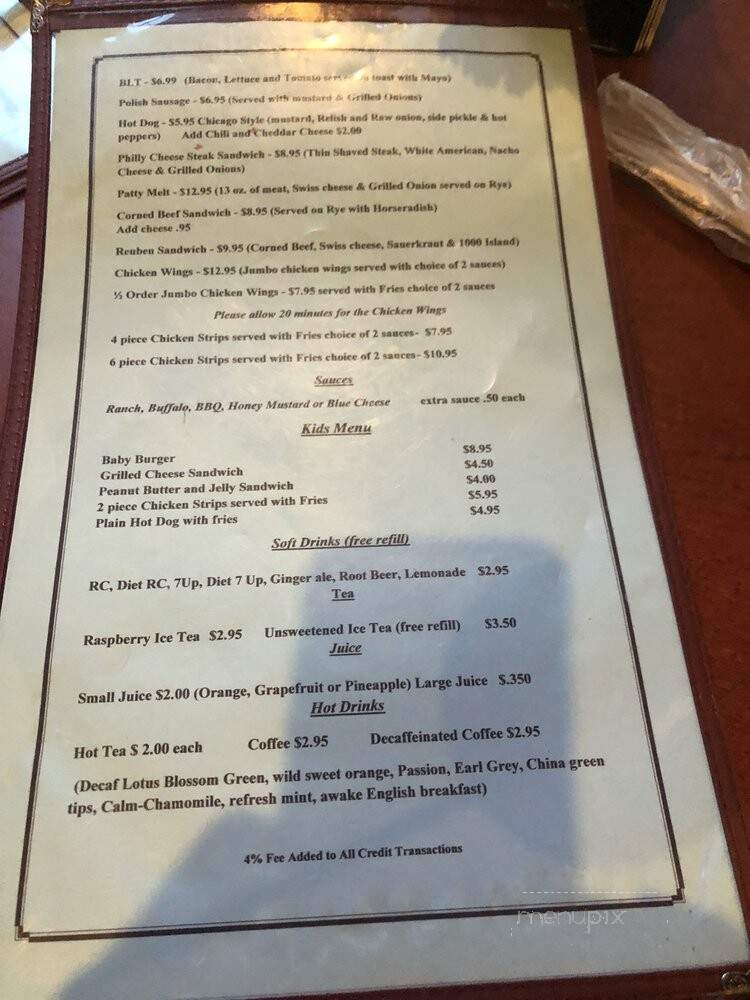 BLT - $6.99 (Bacon, Lettuce and Tomato served on toast with Mayo)
Polish Sausage - $6.95 (Served with mustard & Grilled Onions)
Hot Dog - $5.95 Chicago Style (mustard, Relish and Raw onion, side pickle & hot
peppers) Add Chili and Cheddar Cheese $2.00
Philly Cheese Steak Sandwich - $8.95 (Thin Shaved Steak, White American, Nacho
Cheese & Grilled Onions)
Patty Melt - $12.95 (13 oz. of meat, Swiss cheese & Grilled Onion served on Rye)
Corned Beef Sandwich - $8.95 (Served on Rye with Horseradish)
Add cheese .95
Reuben Sandwich - $9.95 (Corned Beef, Swiss cheese, Sauerkraut & 1000 Island)
Chicken Wings - $12.95 (Jumbo chicken wings served with choice of 2 sauces)
½ Order Jumbo Chicken Wings - $7.95 served with Fries choice of 2 sauces
Please allow 20 minutes for the Chicken Wings
4 piece Chicken Strips served with Fries choice of 2 sauces- $7.95
6 piece Chicken Strips served with Fries choice of 2 sauces- $10.95
Sauces
Ranch, Buffalo, BBQ, Honey Mustard or Blue Cheese extra sauce .50 each
Kids Menu
Baby Burger $8.95
Grilled Cheese Sandwich $4.50
Peanut Butter and Jelly Sandwich $4.00
2 piece Chicken Strips served with Fries $5.95
Plain Hot Dog with fries $4.95
Soft Drinks (free refill)
RC, Diet RC, 7Up, Diet 7 Up, Ginger ale, Root Beer, Lemonade $2.95
Tea
Raspberry Ice Tea $2.95 Unsweetened Ice Tea (free refill) $3.50
Juice
Small Juice $2.00 (Orange, Grapefruit or Pineapple) Large Juice $.350
Hot Drinks
Hot Tea $ 2.00 each Coffee $2.95 Decaffeinated Coffee $2.95
(Decaf Lotus Blossom Green, wild sweet orange, Passion, Earl Grey, China green
tips, Calm-Chamomile, refresh mint, awake English breakfast)
4% Fee Added to All Credit Transactions
menupix